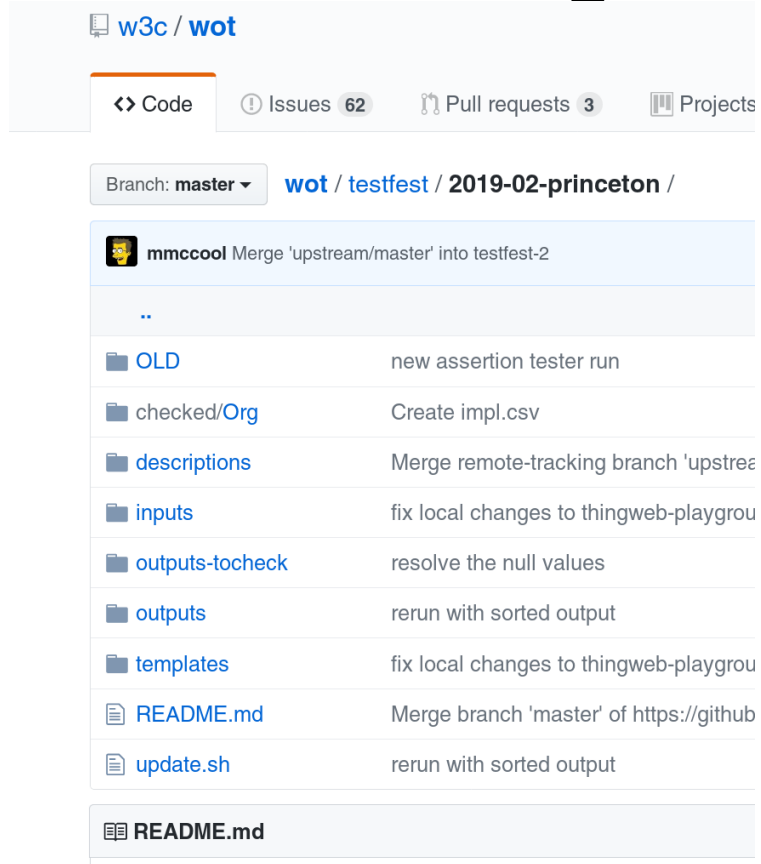 w3c / wot
Code Issues 62 Pull requests 3 Projects
Branch: master wot / testfest / 2019-02-princeton /
mmccool Merge 'upstream/master' into testfest-2
..
OLD new assertion tester run
checked/Org Create impl.csv
descriptions Merge remote-tracking branch 'upstrea
inputs fix local changes to thingweb-playgrou
outputs-tocheck resolve the null values
outputs rerun with sorted output
templates fix local changes to thingweb-playgrou
README.md Merge branch 'master' of https://github
update.sh rerun with sorted output
README.md